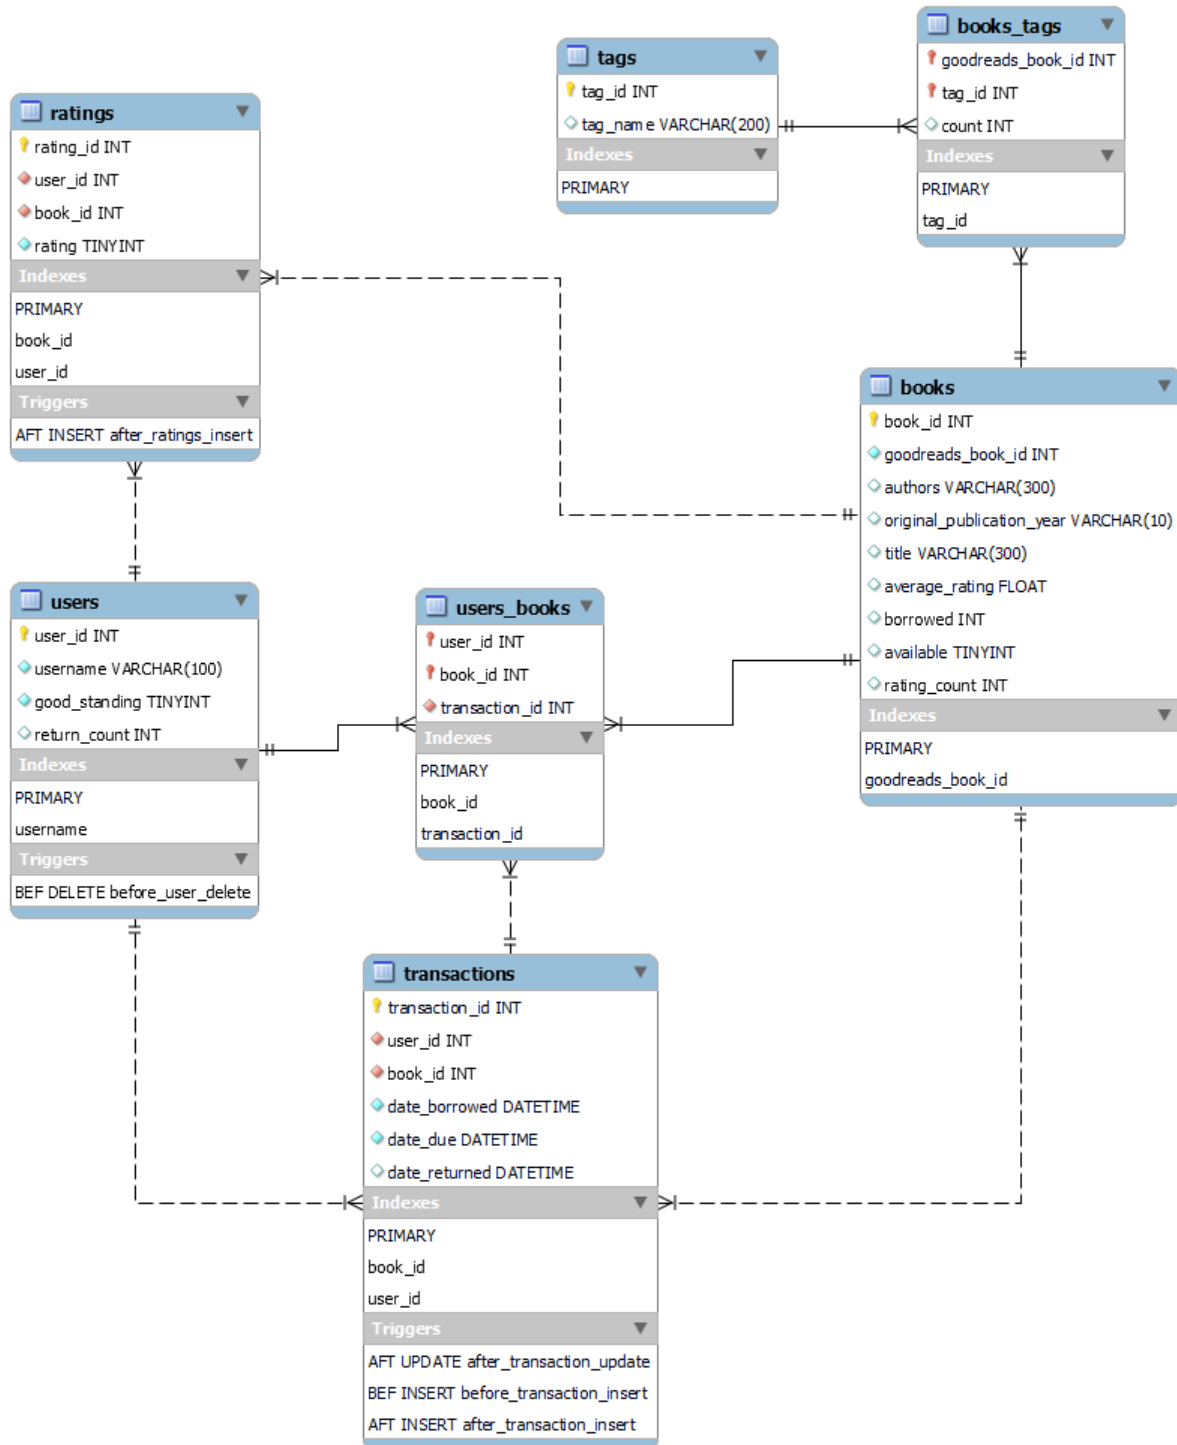 books_tags
goodreads_book_id INT
tag_id INT
count INT
Indexes
PRIMARY
tag_id
tags
tag_id INT
tag_name VARCHAR(200)
Indexes
PRIMARY
ratings
rating_id INT
user_id INT
book_id INT
rating TINYINT
Indexes
PRIMARY
book_id
user_id
Triggers
AFT INSERT after_ratings_insert
books
book_id INT
goodreads_book_id INT
authors VARCHAR(300)
original_publication_year VARCHAR(10)
title VARCHAR(300)
average_rating FLOAT
borrowed INT
available TINYINT
rating_count INT
Indexes
PRIMARY
goodreads_book_id
users
user_id INT
username VARCHAR(100)
good_standing TINYINT
return_count INT
Indexes
PRIMARY
username
Triggers
BEF DELETE before_user_delete
users_books
user_id INT
book_id INT
transaction_id INT
Indexes
PRIMARY
book_id
transaction_id
transactions
transaction_id INT
user_id INT
book_id INT
date_borrowed DATETIME
date_due DATETIME
date_returned DATETIME
Indexes
PRIMARY
book_id
user_id
Triggers
AFT UPDATE after_transaction_update
BEF INSERT before_transaction_insert
AFT INSERT after_transaction_insert